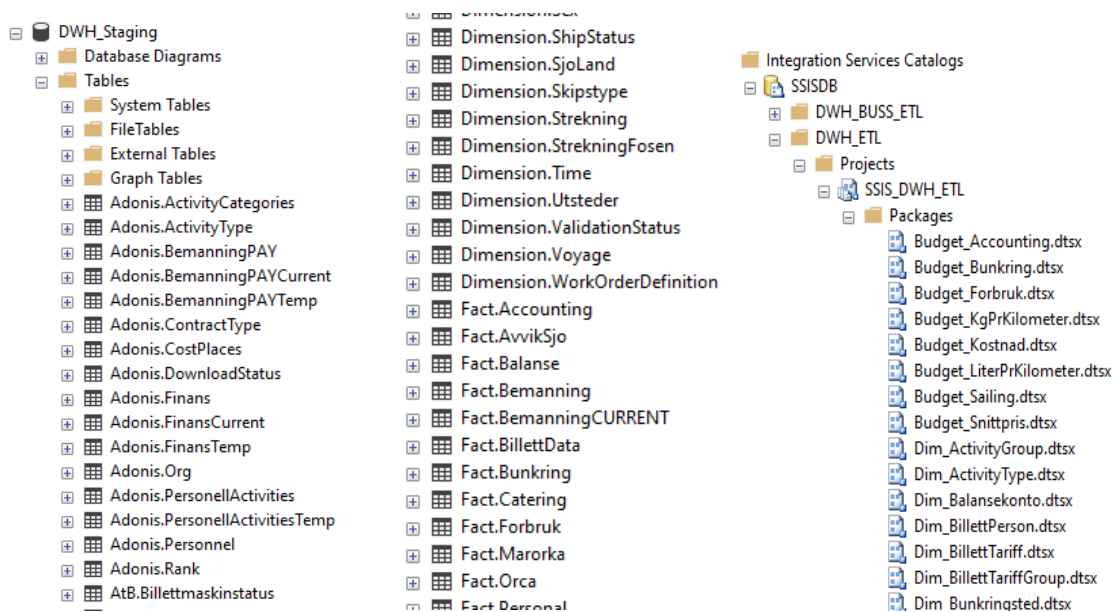 DWH_Staging
Database Diagrams
Tables
System Tables
FileTables
External Tables
Graph Tables
Adonis.ActivityCategories
Adonis.ActivityType
Adonis.BemanningPAY
Adonis.BemanningPAYCurrent
Adonis.BemanningPAYTemp
Adonis.ContractType
Adonis.CostPlaces
Adonis.DownloadStatus
Adonis.Finans
Adonis.FinansCurrent
Adonis.FinansTemp
Adonis.Org
Adonis.PersonellActivities
Adonis.PersonellActivitiesTemp
Adonis.Personnel
Adonis.Rank
AtB.Billettmaskinstatus
Dimension.ShipStatus
Dimension.SjoLand
Dimension.Skipstype
Dimension.Strekning
Dimension.StrekningFosen
Dimension.Time
Dimension.Utsteder
Dimension.ValidationStatus
Dimension.Voyage
Dimension.WorkOrderDefinition
Fact.Accounting
Fact.AvvikSjo
Fact.Balanse
Fact.Bemanning
Fact.BemanningCURRENT
Fact.BillettData
Fact.Bunkring
Fact.Catering
Fact.Forbruk
Fact.Marorka
Fact.Orca
Fact.Personal
Integration Services Catalogs
SSISDB
DWH_BUSS_ETL
DWH_ETL
Projects
SSIS_DWH_ETL
Packages
Budget_Accounting.dtsx
Budget_Bunkring.dtsx
Budget_Forbruk.dtsx
Budget_KgPrKilometer.dtsx
Budget_Kostnad.dtsx
Budget_LiterPrKilometer.dtsx
Budget_Sailing.dtsx
Budget_Snittpris.dtsx
Dim_ActivityGroup.dtsx
Dim_ActivityType.dtsx
Dim_Balansekonto.dtsx
Dim_BillettPerson.dtsx
Dim_BillettTariff.dtsx
Dim_BillettTariffGroup.dtsx
Dim_Bunkringsted.dtsx